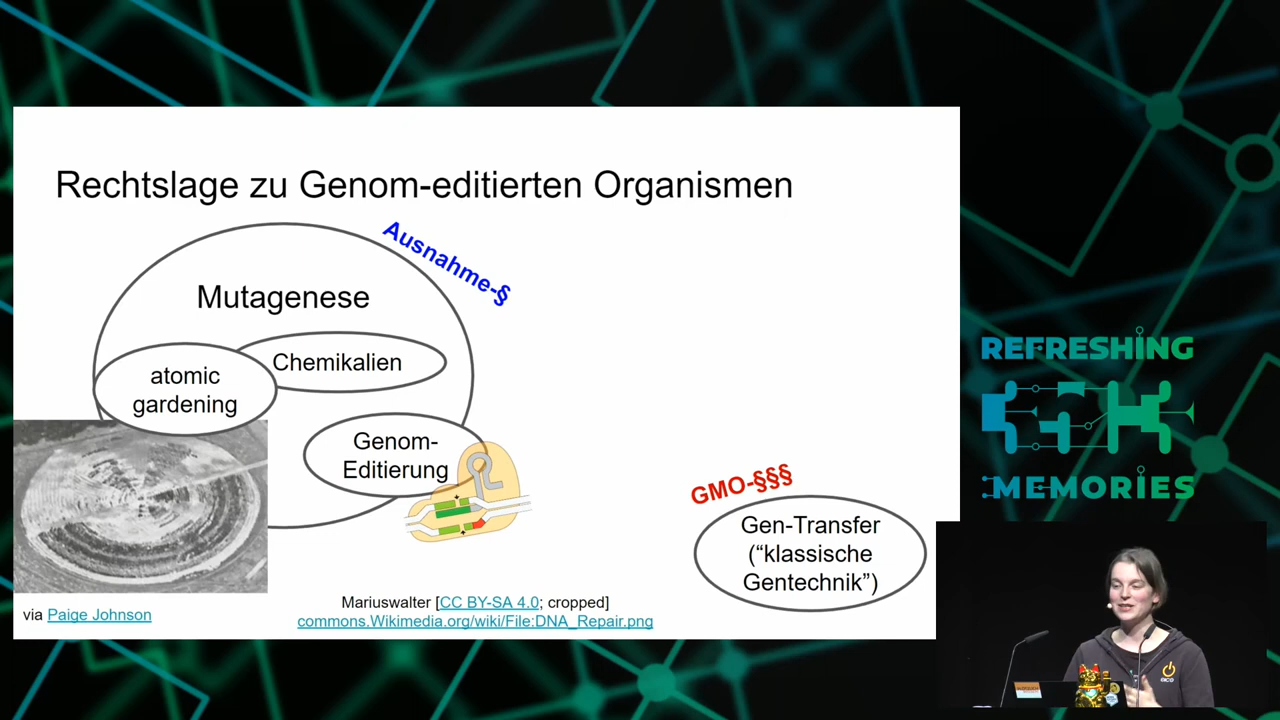 Rechtslage zu Genom-editierten Organismen
Ausnahme-§
Mutagenese
Chemikalien
atomic
gardening
Genom-
Editierung
GMO-§§§
Gen-Transfer
(“klassische
Gentechnik”)
via Paige Johnson
Mariuswalter [CC BY-SA 4.0; cropped]
commons.Wikimedia.org/wiki/File:DNA_Repair.png
REFRESHING
MEMORIES